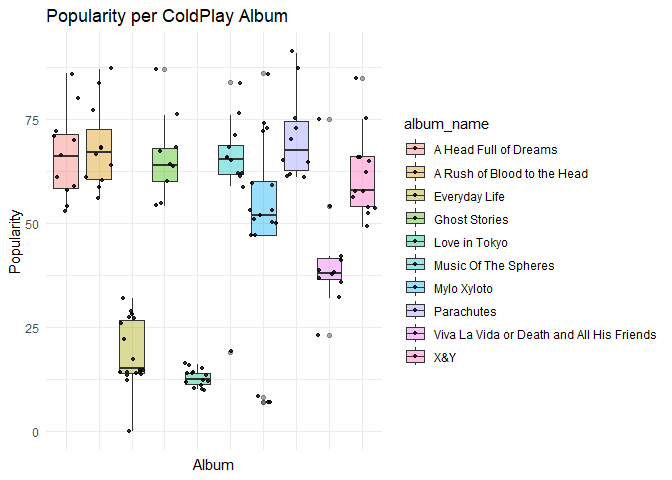 Popularity per ColdPlay Album
Popularity
75
50
25
0
Album
album_name
A Head Full of Dreams
A Rush of Blood to the Head
Everyday Life
Ghost Stories
Love in Tokyo
Music Of The Spheres
Mylo Xyloto
Parachutes
Viva La Vida or Death and All His Friends
X&Y